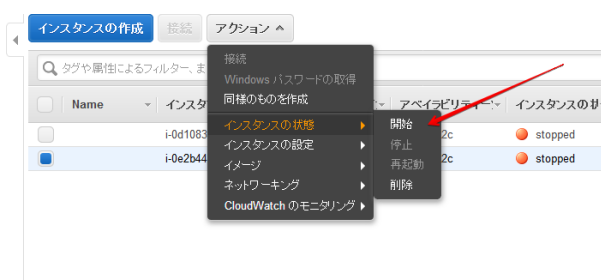 インスタンスの作成 接続 アクション
タグや属性によるフィルター、ま
接続
Windows パスワードの取得
同様のものを作成
Name インスタ アベイラビリティーゾー インスタンスの状
インスタンスの状態 開始
i-0d1083 2c stopped
インスタンスの設定 停止
i-0e2b44 2c stopped
イメージ 再起動
ネットワーキング 削除
CloudWatch のモニタリング